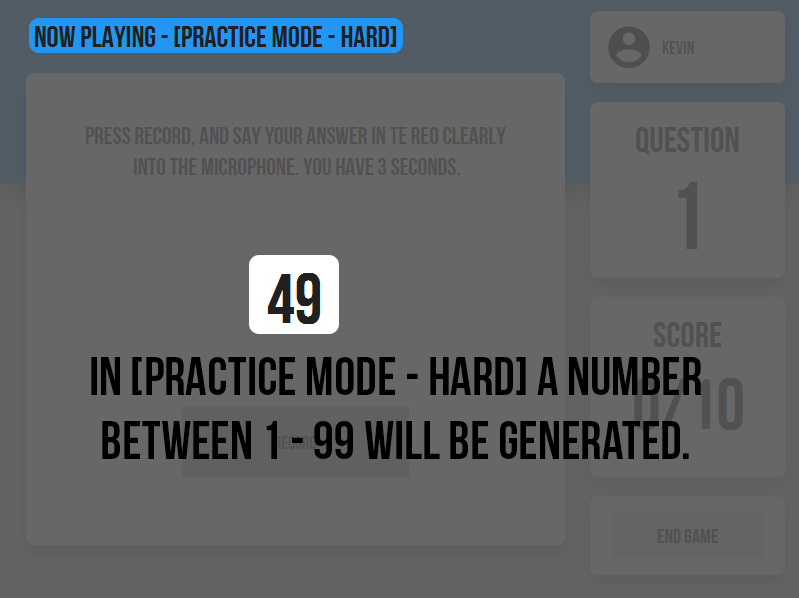 NOW PLAYING - [PRACTICE MODE - HARD]
KEVIN
PRESS RECORD, AND SAY YOUR ANSWER IN TE REO CLEARLY
INTO THE MICROPHONE. YOU HAVE 3 SECONDS.
QUESTION
1
49
SCORE
0/10
IN [PRACTICE MODE - HARD] A NUMBER
BETWEEN 1 - 99 WILL BE GENERATED.
RECORD
END GAME